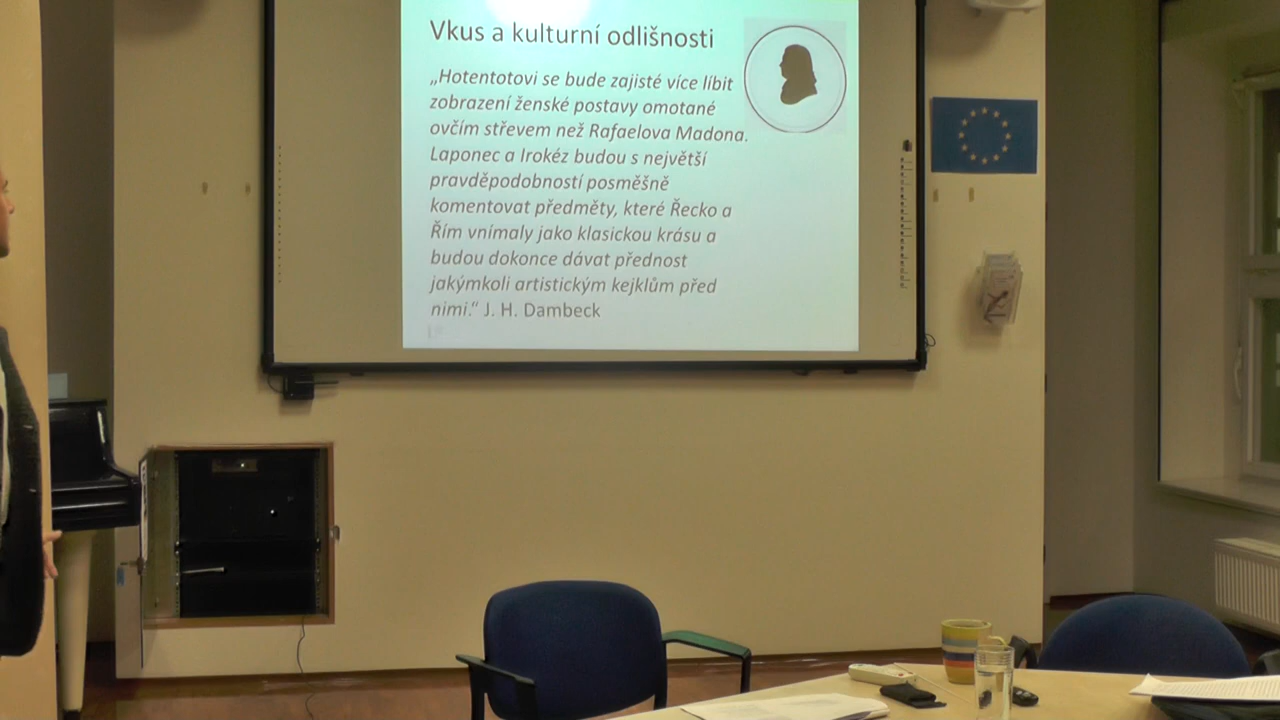 Vkus a kulturní odlišnosti
„Hotentotovi se bude zajisté více líbit
zobrazení ženské postavy omotané
ovčím střevem než Rafaelova Madona.
Laponec a Irokéz budou s největší
pravděpodobností posměšně
komentovat předměty, které Řecko a
Řím vnímaly jako klasickou krásu a
budou dokonce dávat přednost
jakýmkoli artistickým kejklům před
nimi.“ J. H. Dambeck